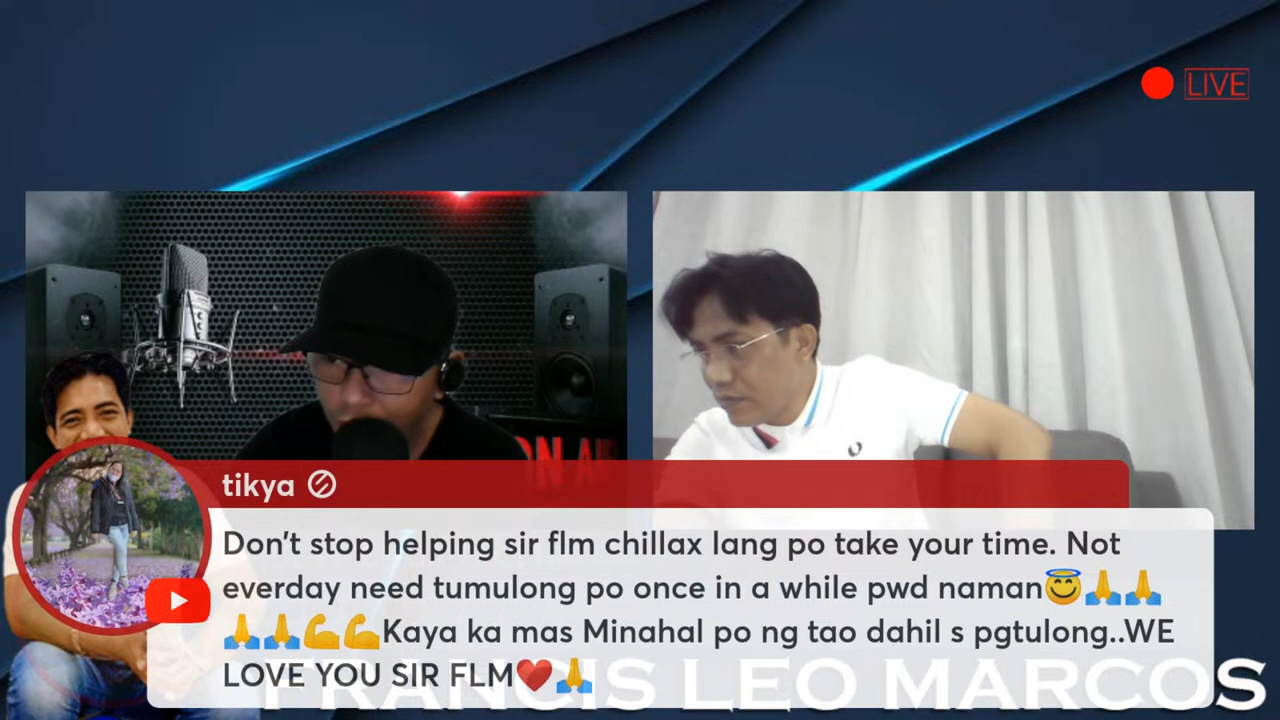 LIVE
ON AI
tikya
Don't stop helping sir flm chillax lang po take your time. Not
everday need tumulong po once in a while pwd naman😇🙏🙏
🙏🙏💪💪Kaya ka mas Minahal po ng tao dahil s pgtulong..WE
LOVE YOU SIR FLM❤️🙏
FRANCIS LEO MARCOS